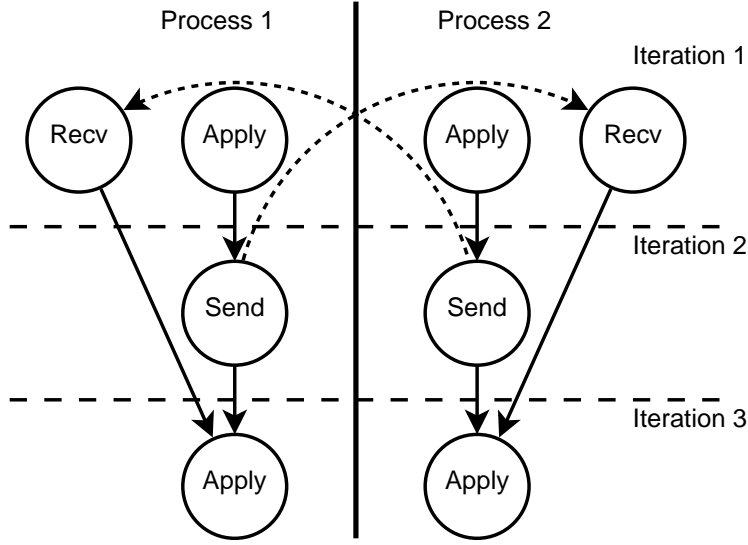 Process 1
Process 2
Iteration 1
Recv
Apply
Apply
Recv
Iteration 2
Send
Send
Iteration 3
Apply
Apply